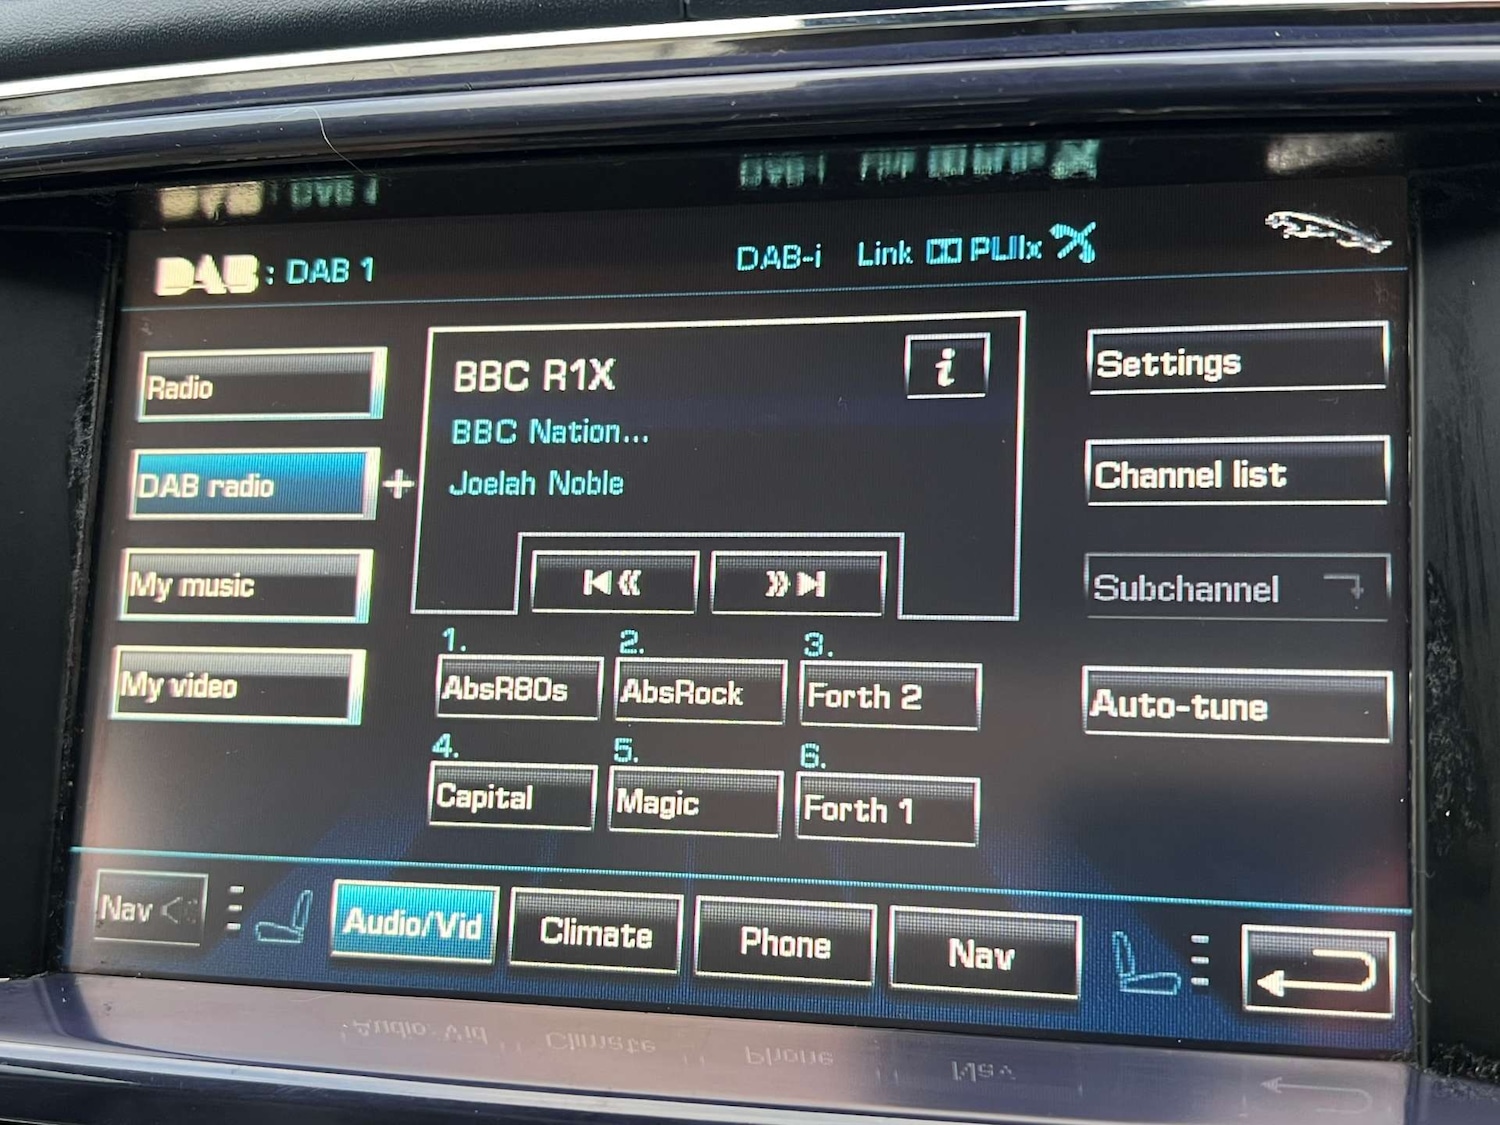 DAB: DAB 1
DAB-i Link PLIIx
Radio
DAB radio
My music
My video
BBC R1X
i
BBC Nation...
Joelah Noble
Settings
Channel list
Subchannel
Auto-tune
1. 2. 3.
AbsR80s AbsRock Forth 2
4. 5. 6.
Capital Magic Forth 1
Nav Audio/Vid Climate Phone Nav